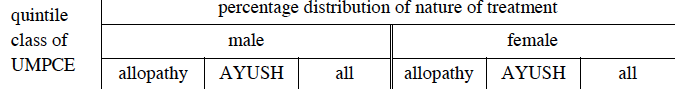 percentage distribution of nature of treatment
quintile
class of
UMPCE
male
female
allopathy AYUSH all allopathy AYUSH all